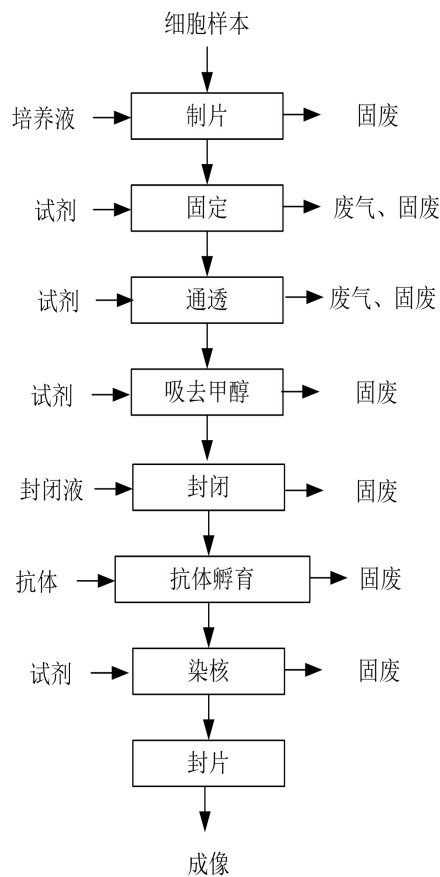 细胞样本
培养液 制片 固废
试剂 固定 废气、固废
试剂 通透 废气、固废
试剂 吸去甲醇 固废
封闭液 封闭 固废
抗体 抗体孵育 固废
试剂 染核 固废
封片
成像